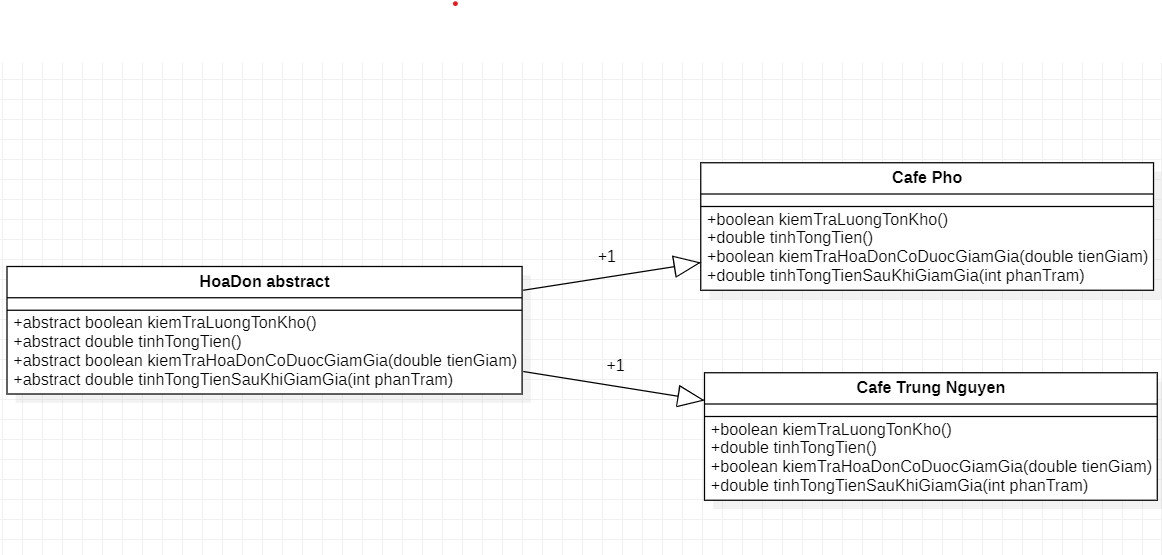 HoaDon abstract
+abstract boolean kiemTraLuongTonKho()
+abstract double tinhTongTien()
+abstract boolean kiemTraHoaDonCoDuocGiamGia(double tienGiam)
+abstract double tinhTongTienSauKhiGiamGia(int phanTram)
+1
Cafe Pho
+boolean kiemTraLuongTonKho()
+double tinhTongTien()
+boolean kiemTraHoaDonCoDuocGiamGia(double tienGiam)
+double tinhTongTienSauKhiGiamGia(int phanTram)
+1
Cafe Trung Nguyen
+boolean kiemTraLuongTonKho()
+double tinhTongTien()
+boolean kiemTraHoaDonCoDuocGiamGia(double tienGiam)
+double tinhTongTienSauKhiGiamGia(int phanTram)